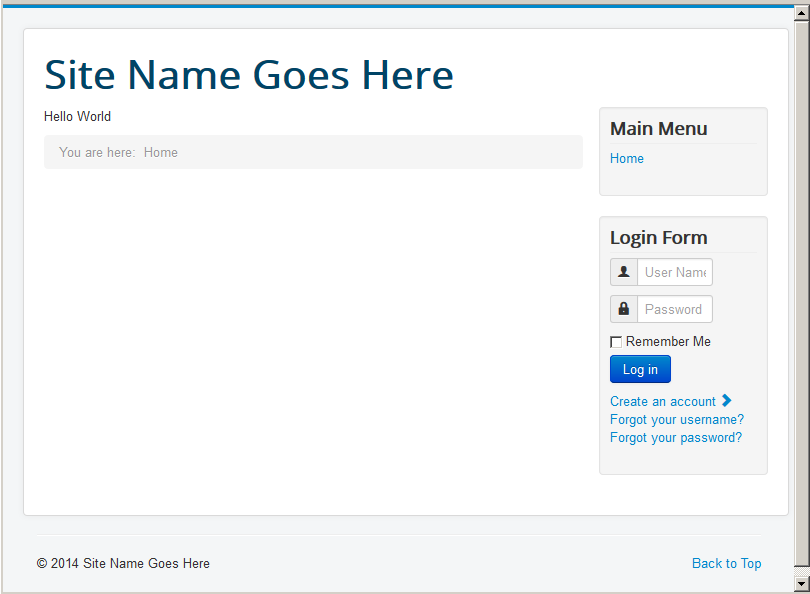 Site Name Goes Here
Hello World
You are here: Home
Main Menu
Home
Login Form
User Name
Password
Remember Me
Log in
Create an account
Forgot your username?
Forgot your password?
© 2014 Site Name Goes Here
Back to Top